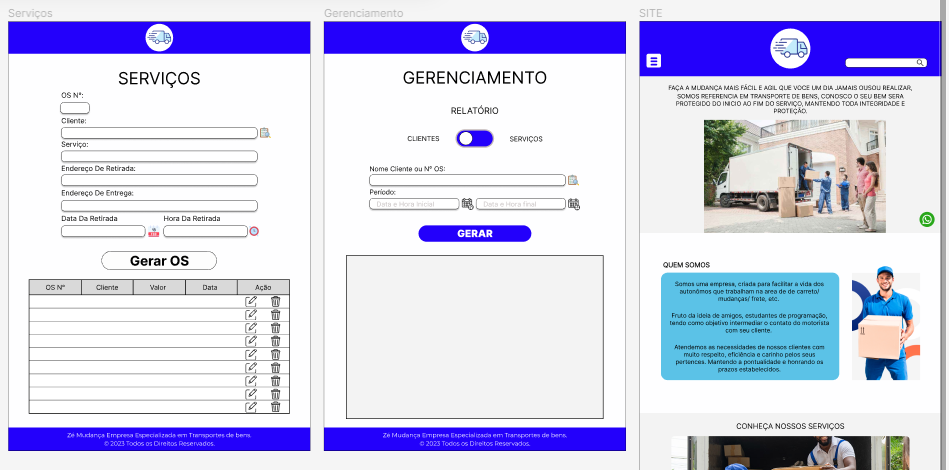 Serviços
SERVIÇOS
OS N°:
Cliente:
Serviço:
Endereço De Retirada:
Endereço De Entrega:
Data Da Retirada
Hora Da Retirada
Gerar OS
OS N°
Cliente
Valor
Data
Ação
Zé Mudança Empresa Especializada em Transportes de bens.
© 2023 Todos os Direitos Reservados.
Gerenciamento
GERENCIAMENTO
RELATÓRIO
CLIENTES
SERVIÇOS
Nome Cliente ou N° OS:
Período:
Data e Hora Inicial
Data e Hora final
GERAR
Zé Mudança Empresa Especializada em Transportes de bens.
© 2023 Todos os Direitos Reservados.
SITE
FAÇA A MUDANÇA MAIS FÁCIL E AGIL QUE VOCE UM DIA JAMAIS OUSOU REALIZAR,
SOMOS REFERENCIA EM TRANSPORTE DE BENS, CONOSCO O SEU BEM SERA
PROTEGIDO DO INICIO AO FIM DO SERVIÇO, MANTENDO TODA INTEGRIDADE E
PROTEÇÃO.
QUEM SOMOS
Somos uma empresa, criada para facilitar a vida dos
autonômos que trabalham na area de de carreto/
mudanças/ frete, etc.
Fruto da ideia de amigos, estudantes de programação,
tendo como objetivo intermediar o contato do motorista
com seu cliente.
Atendemos as necessidades de nossos clientes com
muito respeito, eficiência e carinho pelos seus
pertences. Mantendo a pontualidade e honrando os
prazos estabelecidos.
CONHEÇA NOSSOS SERVIÇOS